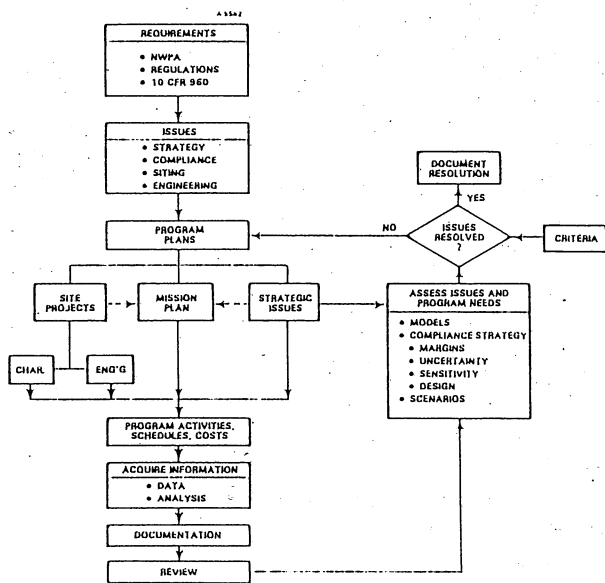 A 5562
REQUIREMENTS
• NWPA
• REGULATIONS
• 10 CFR 960
ISSUES
• STRATEGY
• COMPLIANCE
• SITING
• ENGINEERING
DOCUMENT
RESOLUTION
YES
PROGRAM
PLANS
NO
ISSUES
RESOLVED
?
CRITERIA
SITE
PROJECTS
MISSION
PLAN
STRATEGIC
ISSUES
ASSESS ISSUES AND
PROGRAM NEEDS
• MODELS
• COMPLIANCE STRATEGY
• MARGINS
• UNCERTAINTY
• SENSITIVITY
• DESIGN
• SCENARIOS
CHAR.
ENG'G
PROGRAM ACTIVITIES,
SCHEDULES, COSTS
ACQUIRE INFORMATION
• DATA
• ANALYSIS
DOCUMENTATION
REVIEW